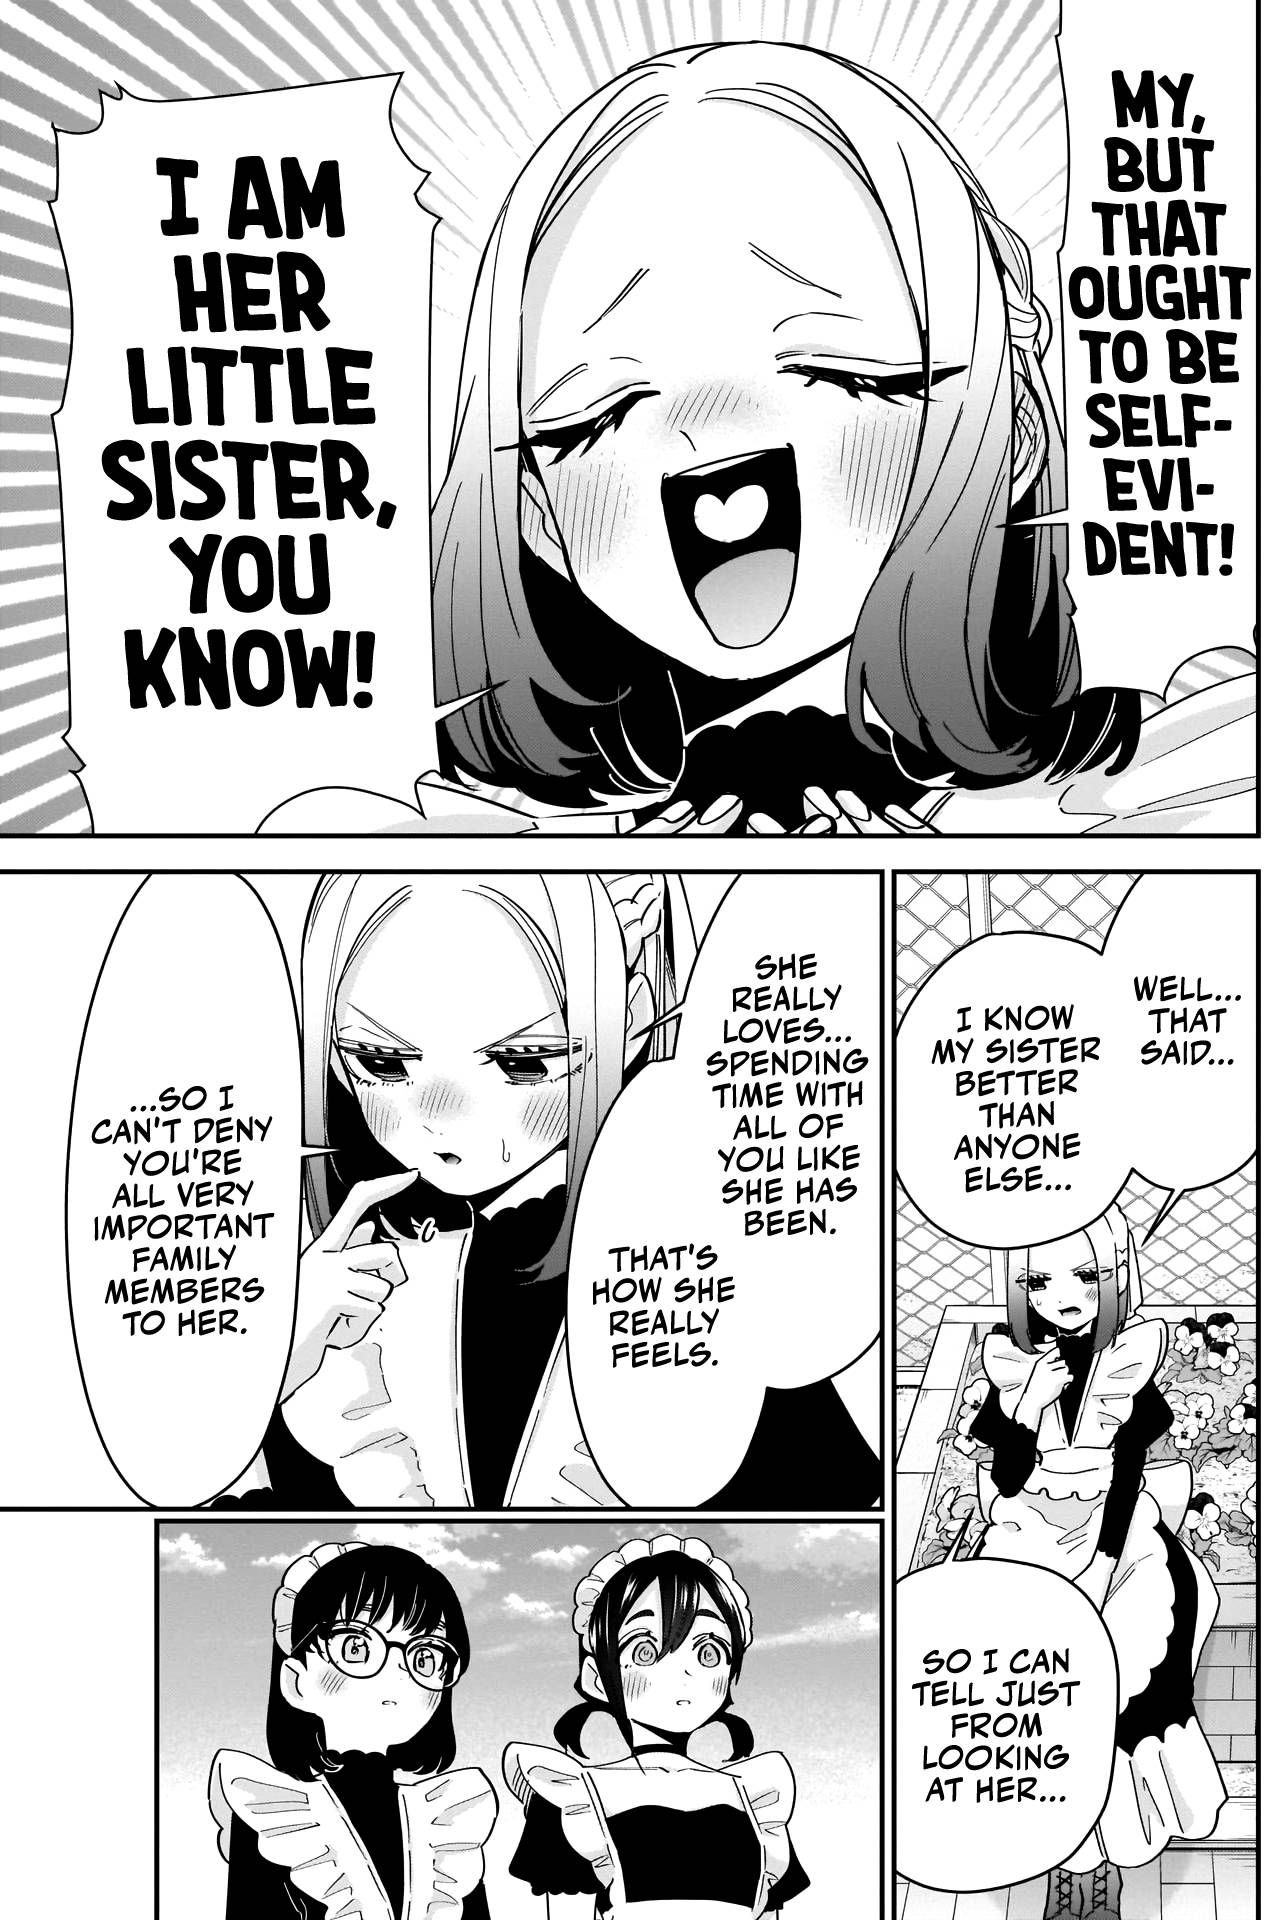 MY,
BUT
THAT
OUGHT
TO BE
SELF-
EVI-
DENT!
I AM
HER
LITTLE
SISTER,
YOU
KNOW!
WELL...
THAT
SAID...
I KNOW
MY SISTER
BETTER
THAN
ANYONE
ELSE...
SO I CAN
TELL JUST
FROM
LOOKING
AT HER...
SHE
REALLY
LOVES...
SPENDING
TIME WITH
ALL OF
YOU LIKE
SHE HAS
BEEN.
THAT'S
HOW SHE
REALLY
FEELS.
...SO I
CAN'T DENY
YOU'RE
ALL VERY
IMPORTANT
FAMILY
MEMBERS
TO HER.